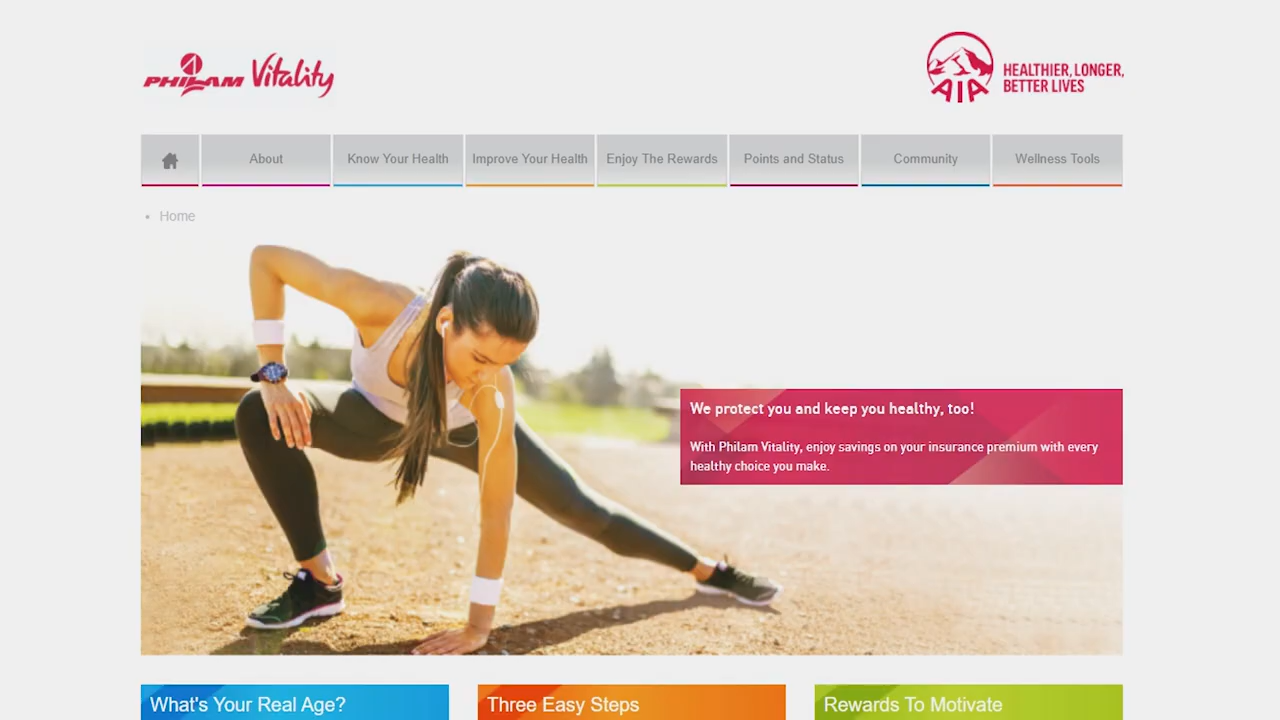 PHILAM Vitality
AIA
HEALTHIER, LONGER,
BETTER LIVES
About
Know Your Health
Improve Your Health
Enjoy The Rewards
Points and Status
Community
Wellness Tools
Home
We protect you and keep you healthy, too!
With Philam Vitality, enjoy savings on your insurance premium with every
healthy choice you make.
What's Your Real Age?
Three Easy Steps
Rewards To Motivate